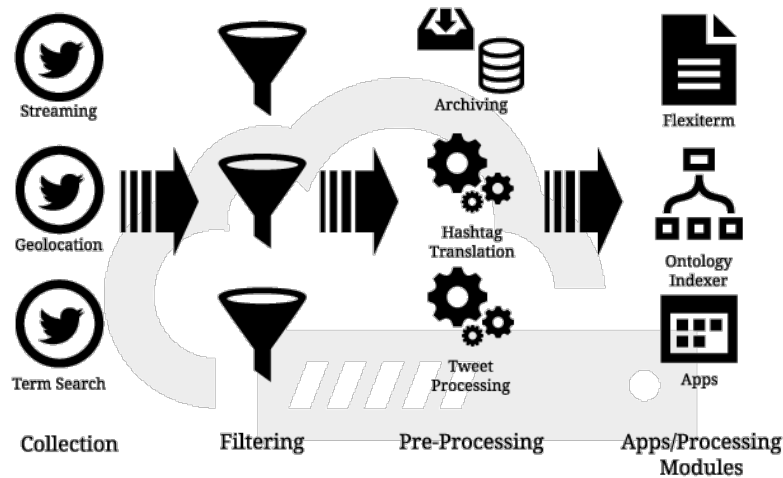 Streaming
Archiving
Flexiterm
Geolocation
Hashtag
Translation
Ontology
Indexer
Term Search
Tweet
Processing
Apps
Collection
Filtering
Pre-Processing
Apps/Processing
Modules